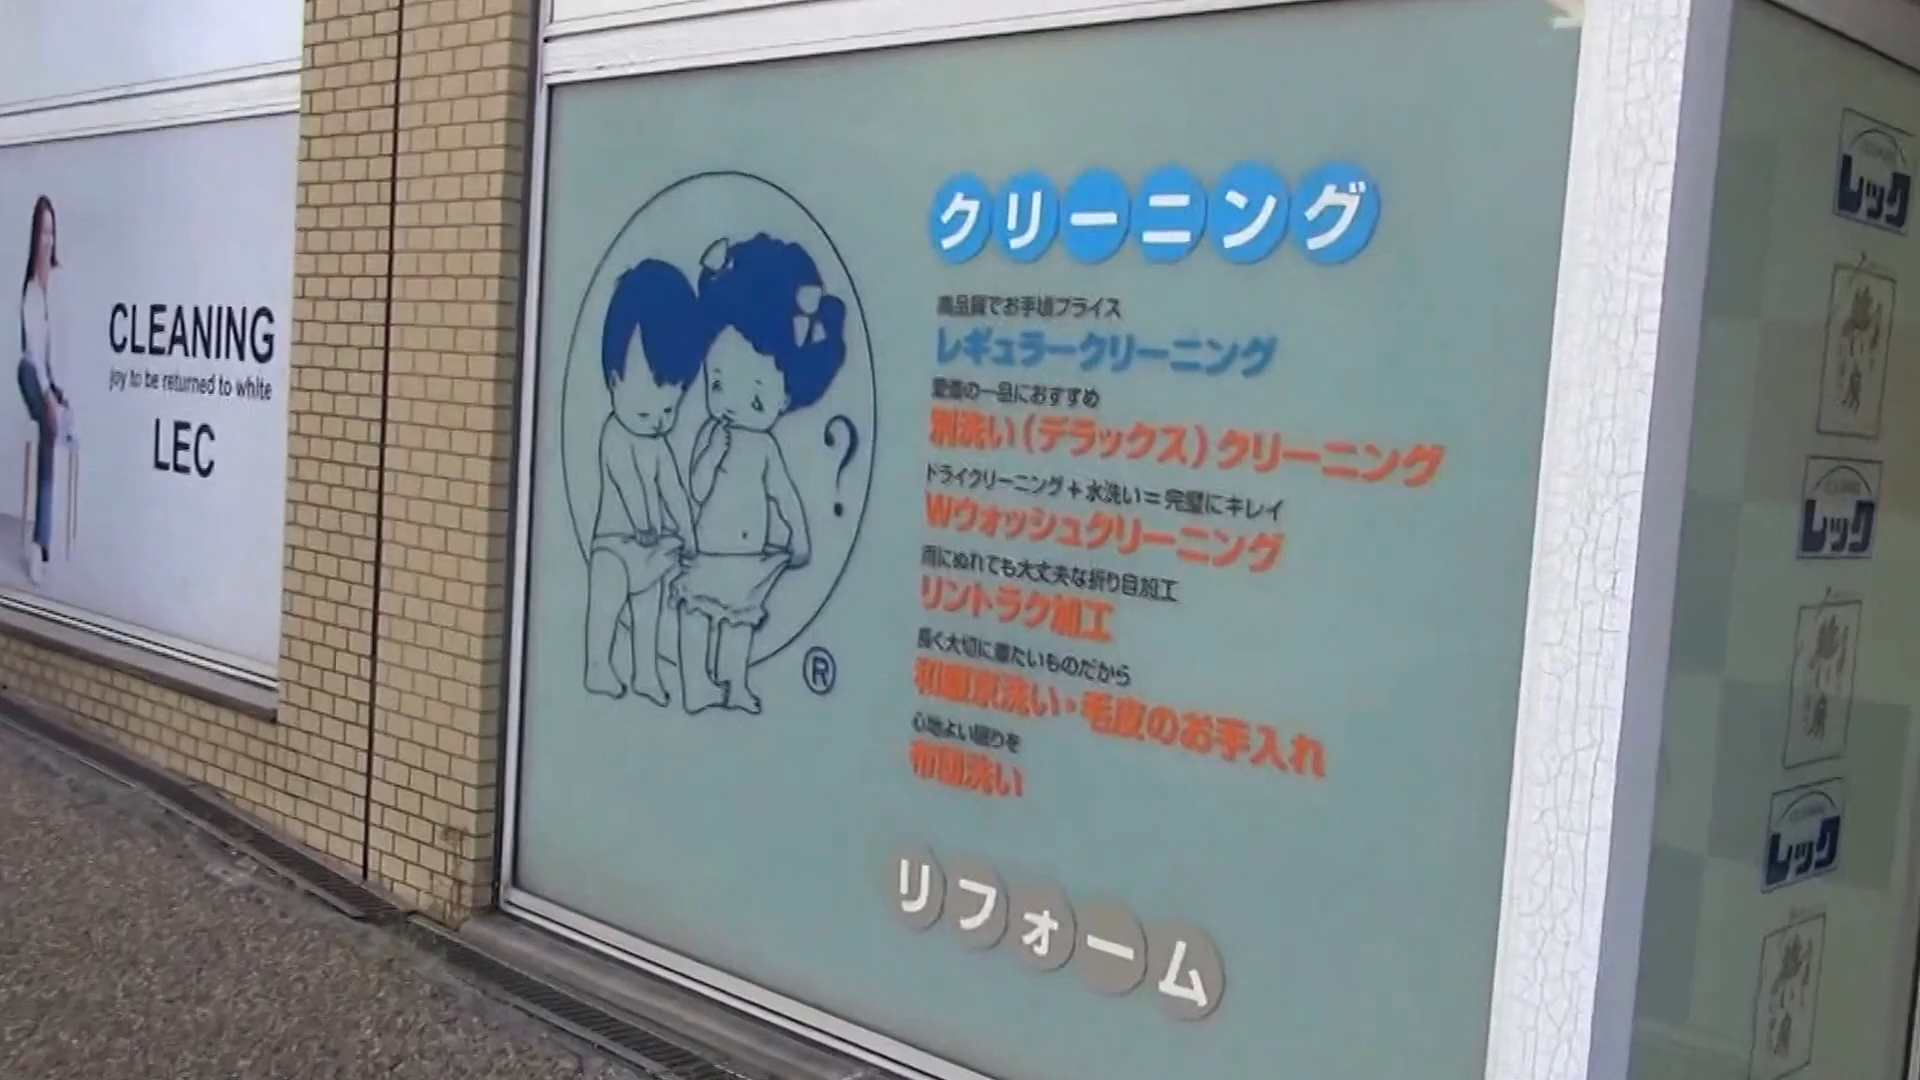 CLEANING
joy to be returned to white
LEC
?
®
クリーニング
高品質でお手頃プライス
レギュラークリーニング
愛着の一品におすすめ
別洗い(デラックス)クリーニング
ドライクリーニング+水洗い=完璧にキレイ
Wウォッシュクリーニング
雨にぬれても大丈夫な折り目加工
リントラク加工
長く大切に着たいものだから
和服京洗い・毛皮のお手入れ
心地よい眠りを
布団洗い
リフォーム
レック
レック
レック